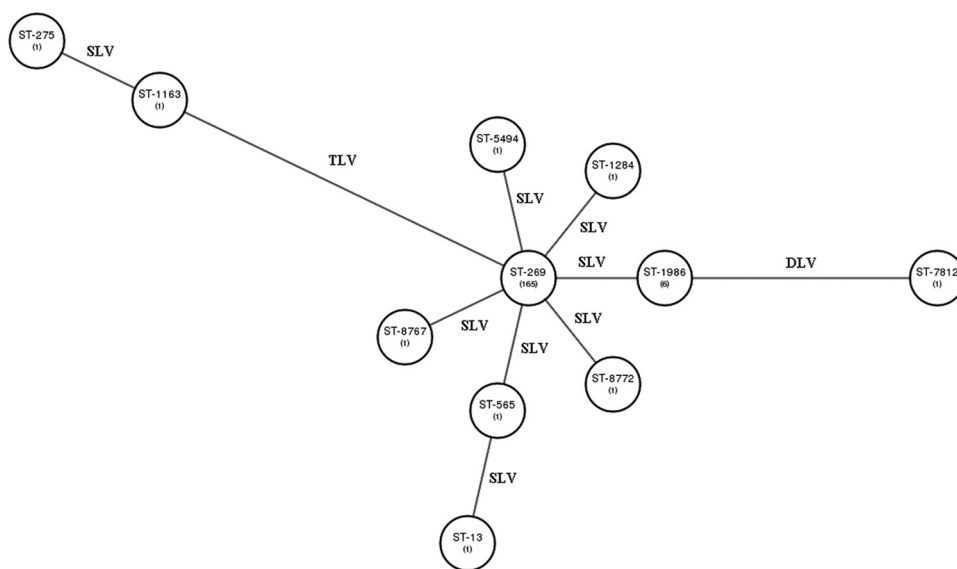 ST-275
(1)
SLV
ST-1163
(1)
TLV
ST-5494
(1)
ST-1284
(1)
SLV
SLV
ST-269
(165)
SLV
ST-1986
(6)
DLV
ST-7812
(1)
ST-8767
(1)
SLV
SLV
SLV
ST-8772
(1)
ST-565
(1)
SLV
ST-13
(1)